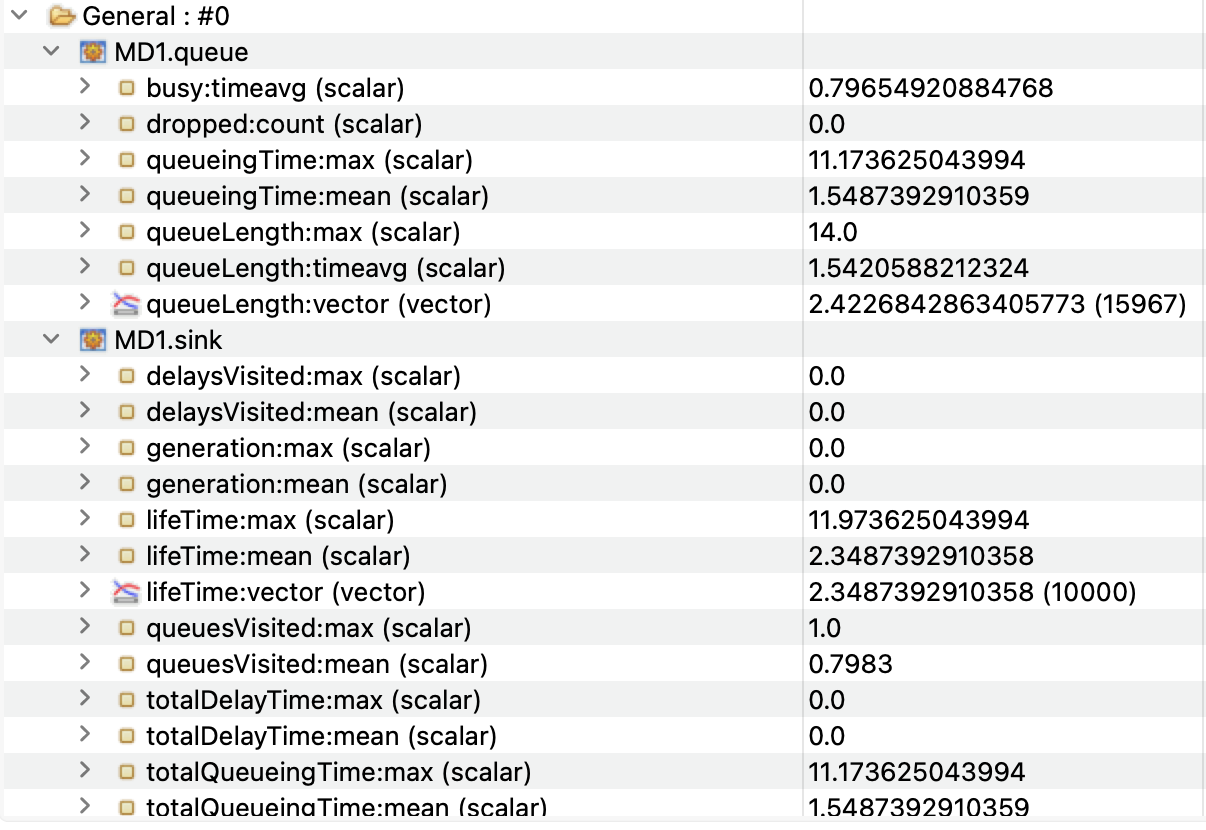 General : #0
MD1.queue
busy:timeavg (scalar) 0.79654920884768
dropped:count (scalar) 0.0
queueingTime:max (scalar) 11.173625043994
queueingTime:mean (scalar) 1.5487392910359
queueLength:max (scalar) 14.0
queueLength:timeavg (scalar) 1.5420588212324
queueLength:vector (vector) 2.4226842863405773 (15967)
MD1.sink
delaysVisited:max (scalar) 0.0
delaysVisited:mean (scalar) 0.0
generation:max (scalar) 0.0
generation:mean (scalar) 0.0
lifeTime:max (scalar) 11.973625043994
lifeTime:mean (scalar) 2.3487392910358
lifeTime:vector (vector) 2.3487392910358 (10000)
queuesVisited:max (scalar) 1.0
queuesVisited:mean (scalar) 0.7983
totalDelayTime:max (scalar) 0.0
totalDelayTime:mean (scalar) 0.0
totalQueueingTime:max (scalar) 11.173625043994
totalQueueingTime:mean (scalar) 1.5487392910359